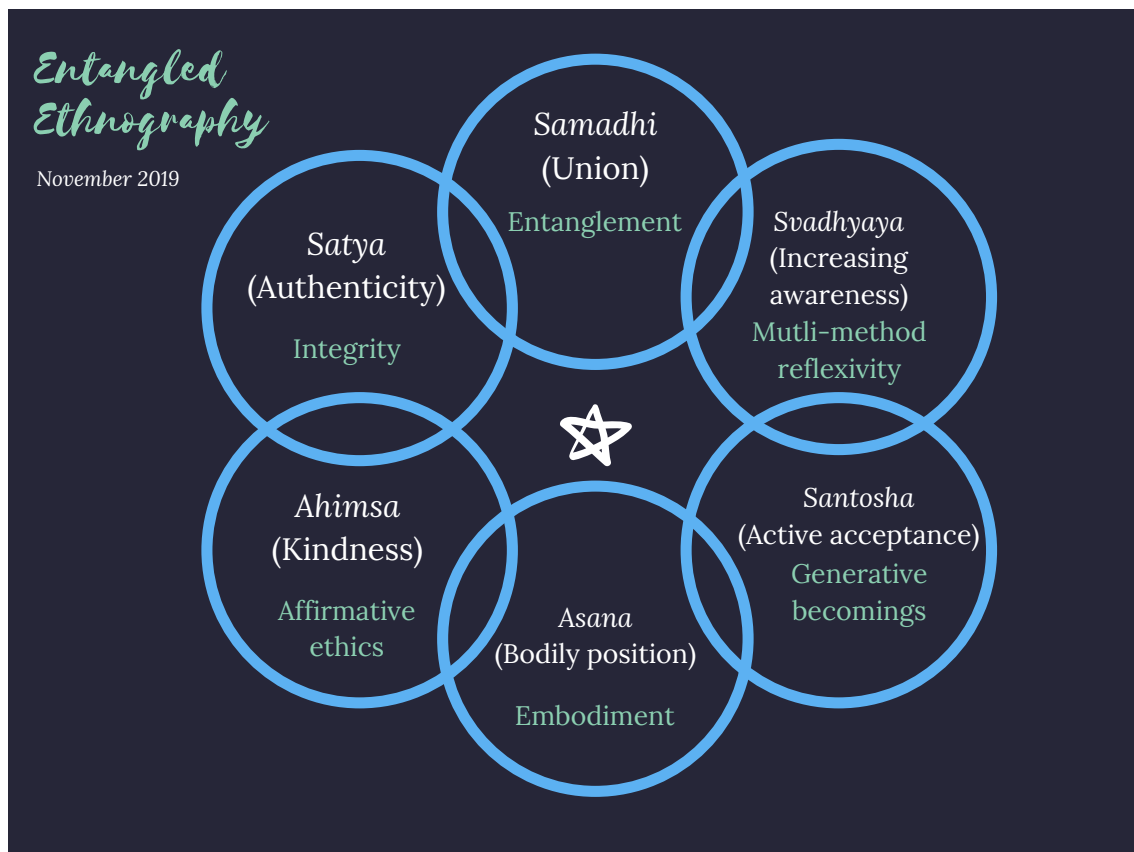 Entangled
Ethnography
November 2019
Samadhi
(Union)
Entanglement
Svadhyaya
(Increasing
awareness)
Mutli-method
reflexivity
Satya
(Authenticity)
Integrity
Santosha
(Active acceptance)
Generative
becomings
Ahimsa
(Kindness)
Affirmative
ethics
Asana
(Bodily position)
Embodiment